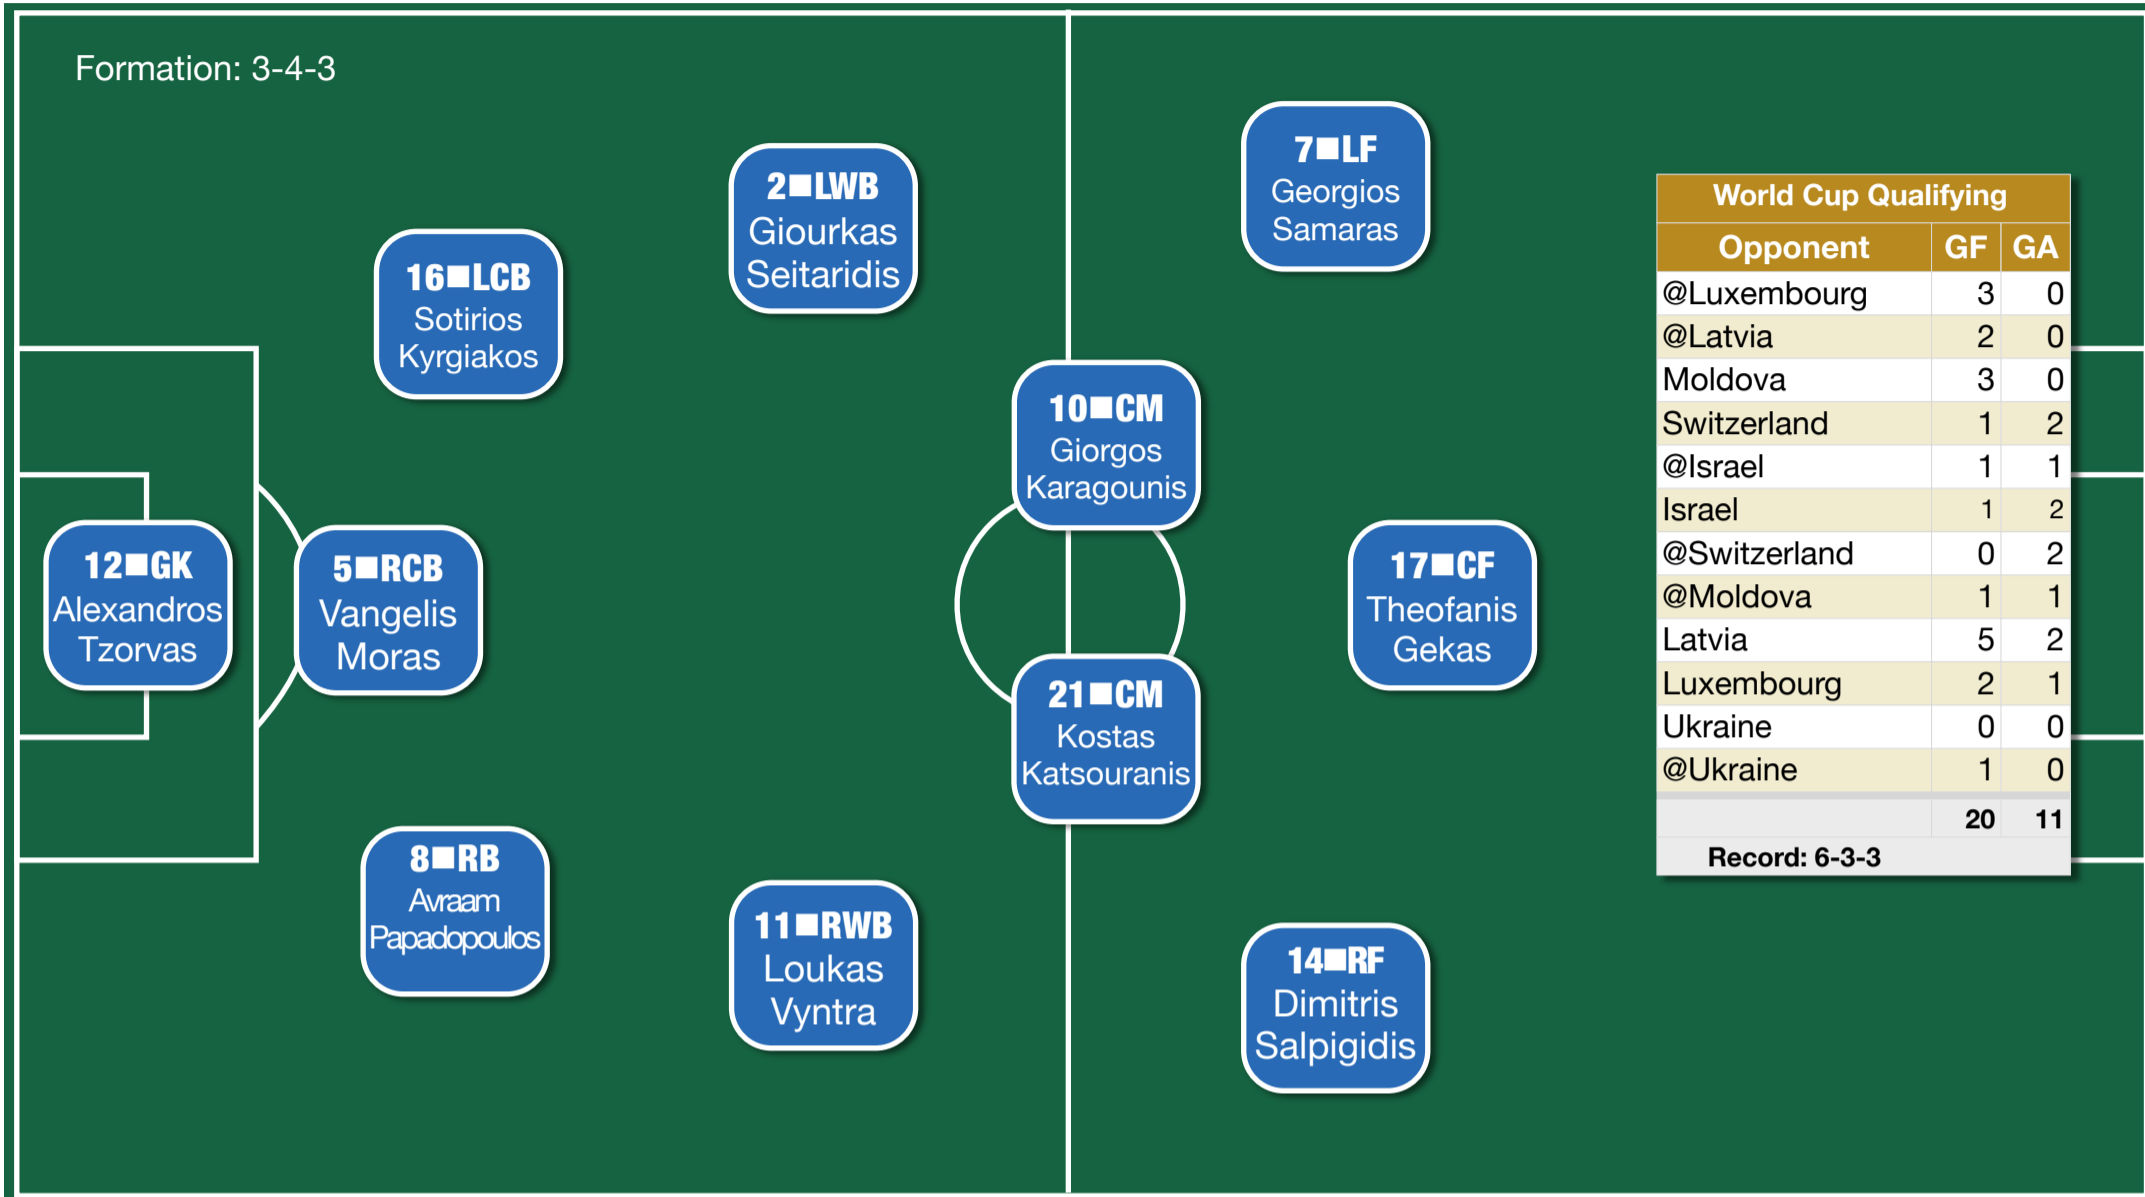 Formation: 3-4-3
12■GK
Alexandros
Tzorvas
16■LCB
Sotirios
Kyrgiakos
5■RCB
Vangelis
Moras
8■RB
Avraam
Papadopoulos
2■LWB
Giourkas
Seitaridis
11■RWB
Loukas
Vyntra
10■CM
Giorgos
Karagounis
21■CM
Kostas
Katsouranis
7■LF
Georgios
Samaras
17■CF
Theofanis
Gekas
14■RF
Dimitris
Salpigidis
World Cup Qualifying
Opponent GF GA
@Luxembourg 3 0
@Latvia 2 0
Moldova 3 0
Switzerland 1 2
@Israel 1 1
Israel 1 2
@Switzerland 0 2
@Moldova 1 1
Latvia 5 2
Luxembourg 2 1
Ukraine 0 0
@Ukraine 1 0
20 11
Record: 6-3-3